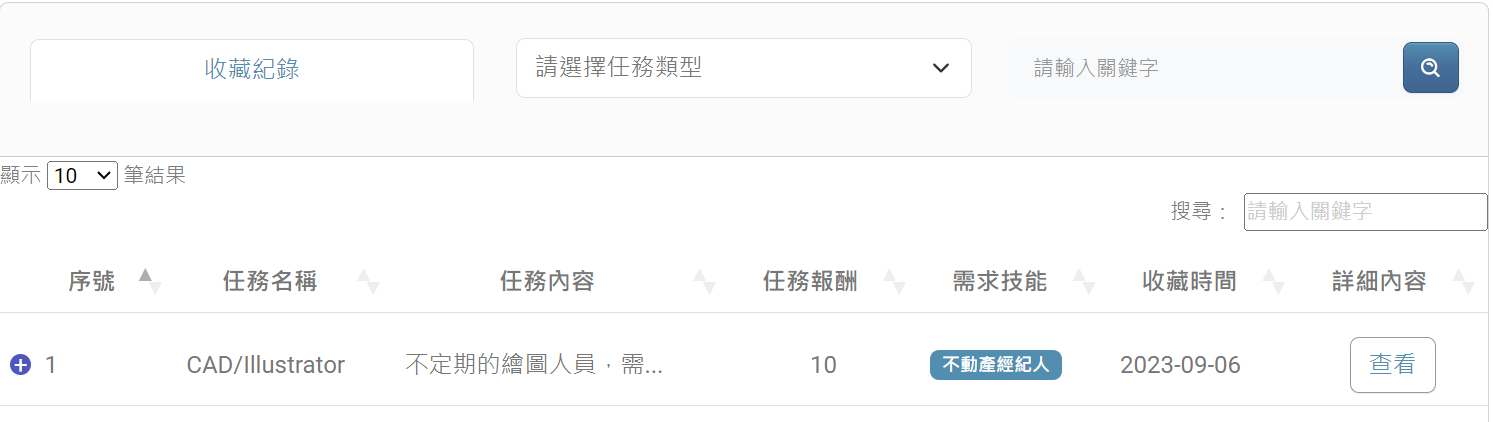 收藏紀錄 請選擇任務類型 請輸入關鍵字
顯示 10 筆結果
搜尋： 請輸入關鍵字
序號 任務名稱 任務內容 任務報酬 需求技能 收藏時間 詳細內容
1 CAD/Illustrator 不定期的繪圖人員，需... 10 不動產經紀人 2023-09-06 查看